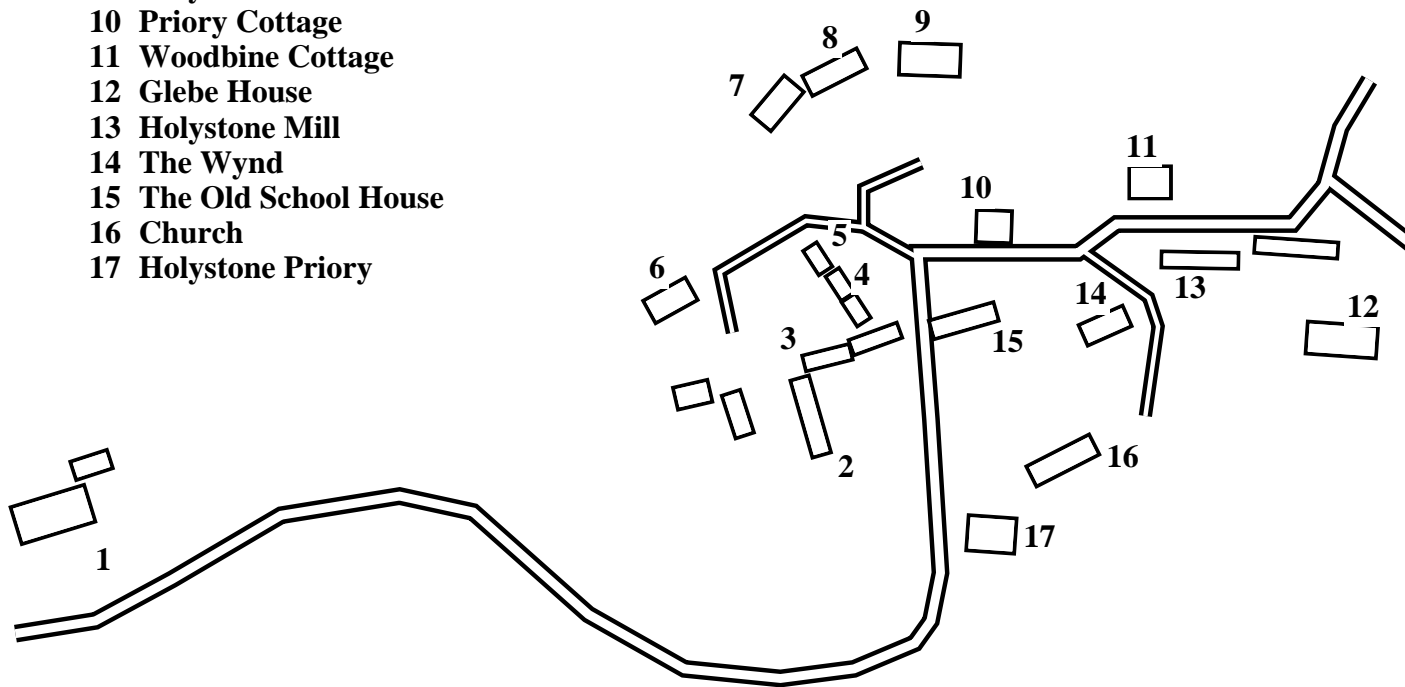 10 Priory Cottage
11 Woodbine Cottage
12 Glebe House
13 Holystone Mill
14 The Wynd
15 The Old School House
16 Church
17 Holystone Priory
9
8
7
11
10
5
6
4
14
13
12
3
15
2
16
17
1